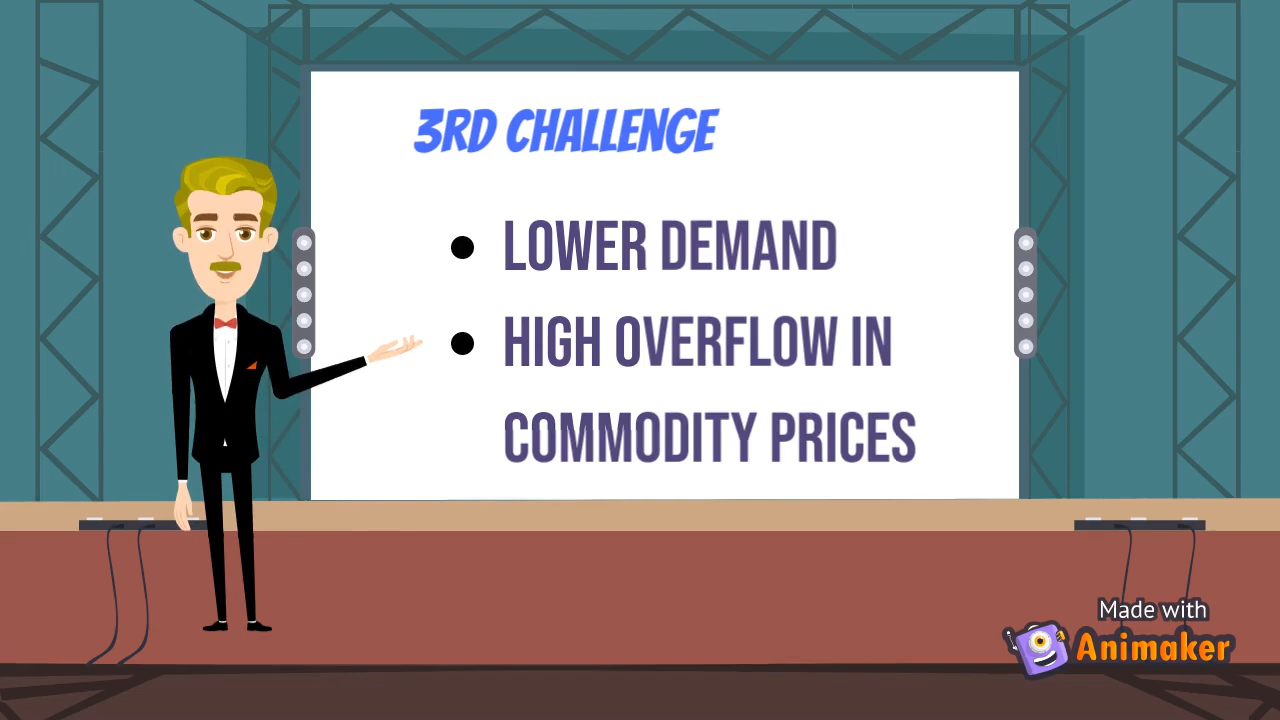 3RD CHALLENGE
LOWER DEMAND
HIGH OVERFLOW IN
COMMODITY PRICES
Made with
Animaker